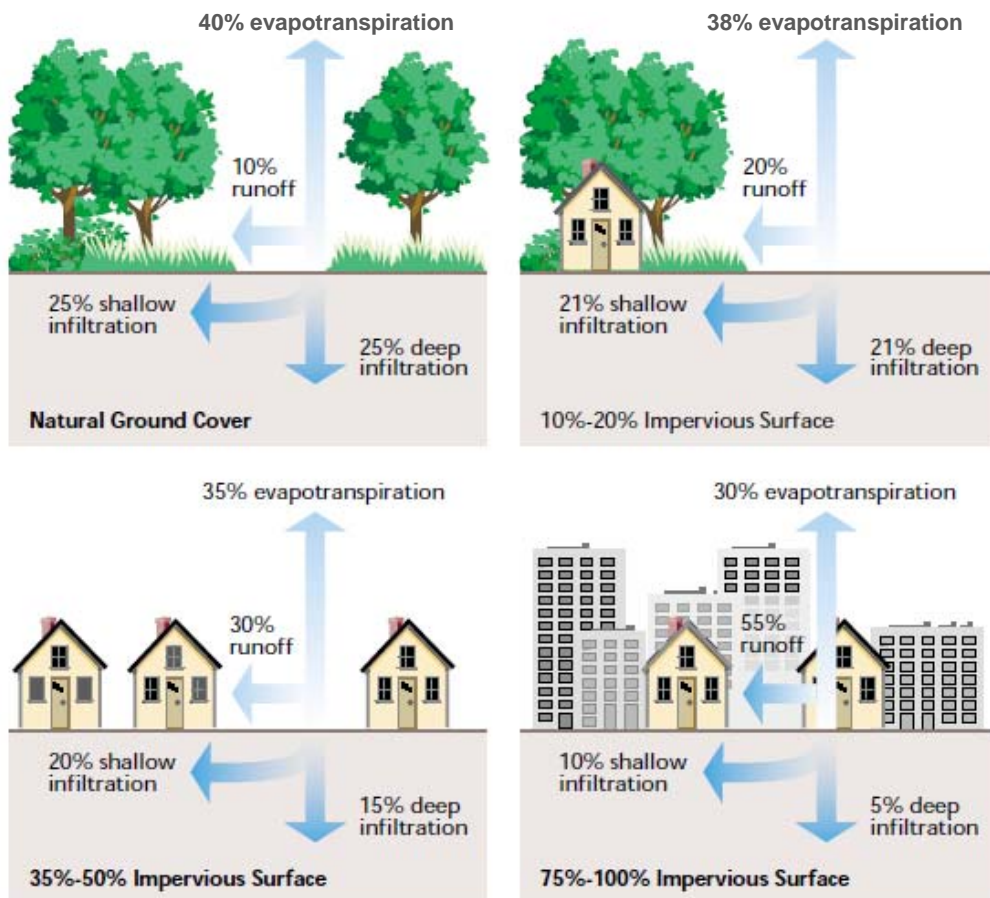 40% evapotranspiration
10%
runoff
25% shallow
infiltration
25% deep
infiltration
Natural Ground Cover
38% evapotranspiration
20%
runoff
21% shallow
infiltration
21% deep
infiltration
10%-20% Impervious Surface
35% evapotranspiration
30%
runoff
20% shallow
infiltration
15% deep
infiltration
35%-50% Impervious Surface
30% evapotranspiration
55%
runoff
10% shallow
infiltration
5% deep
infiltration
75%-100% Impervious Surface